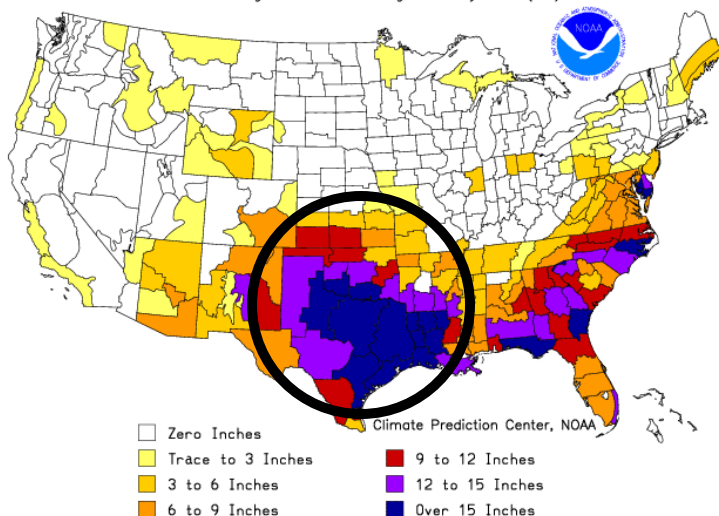 NOAA
Climate Prediction Center, NOAA
Zero Inches
Trace to 3 Inches
3 to 6 Inches
6 to 9 Inches
9 to 12 Inches
12 to 15 Inches
Over 15 Inches